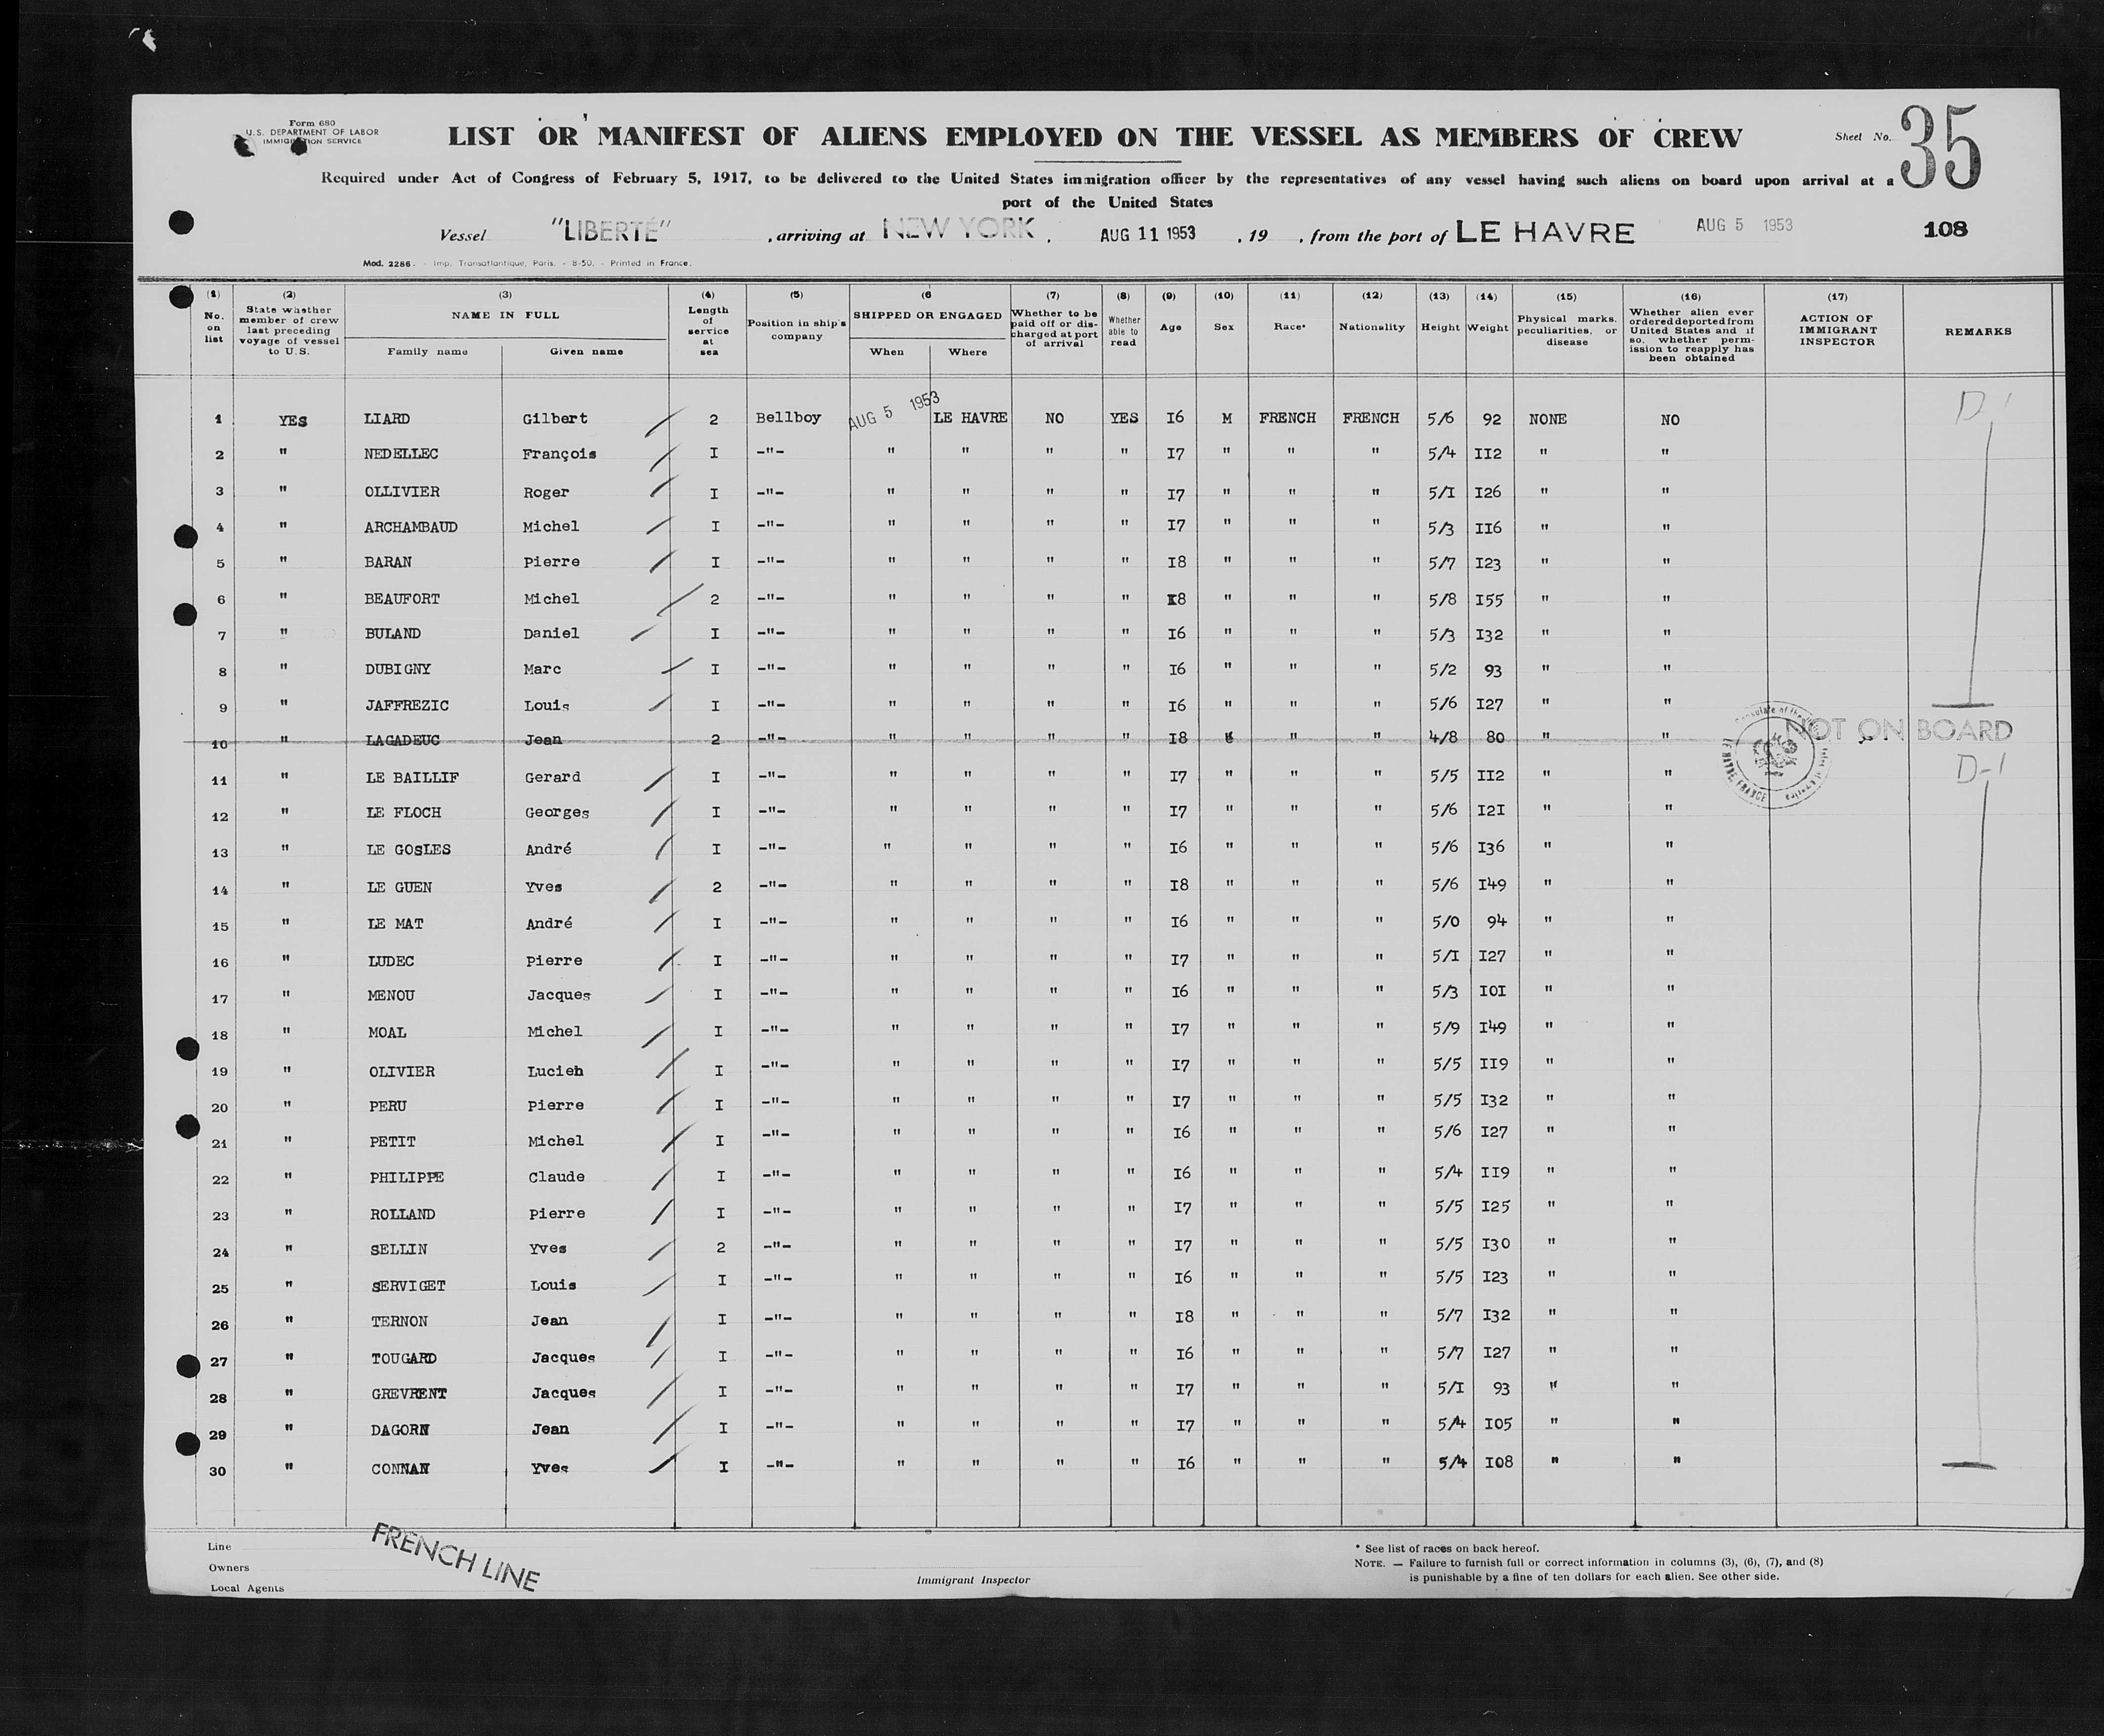 Form 680
U.S. DEPARTMENT OF LABOR
IMMIGRATION SERVICE
LIST OR MANIFEST OF ALIENS EMPLOYED ON THE VESSEL AS MEMBERS OF CREW
Sheet No. 35
Required under Act of Congress of February 5, 1917, to be delivered to the United States immigration officer by the representatives of any vessel having such aliens on board upon arrival at a
port of the United States
Vessel "LIBERTÉ" , arriving at NEW YORK , AUG 11 1953 , 19 , from the port of LE HAVRE AUG 5 1953 108
Mod. 2286. - Imp. Transatlantique, Paris. - 8-50. - Printed in France.
(1) No. on list (2) State whether member of crew last preceding voyage of vessel to U.S. (3) NAME IN FULL Family name Given name (4) Length of service at sea (5) Position in ship's company (6 SHIPPED OR ENGAGED When Where (7) Whether to be paid off or discharged at port of arrival (8) Whether able to read (9) Age (10) Sex (11) Race* (12) Nationality (13) Height (14) Weight (15) Physical marks, peculiarities, or disease (16) Whether alien ever ordered deported from United States and if so, whether permission to reapply has been obtained (17) ACTION OF IMMIGRANT INSPECTOR REMARKS
1 YES LIARD Gilbert 2 Bellboy AUG 5 1953 LE HAVRE NO YES I6 M FRENCH FRENCH 5/6 92 NONE NO D-1
2 " NEDELLEC François I -"- " " " " I7 " " " 5/4 II2 " "
3 " OLLIVIER Roger I -"- " " " " I7 " " " 5/I I26 " "
4 " ARCHAMBAUD Michel I -"- " " " " I7 " " " 5/3 II6 " "
5 " BARAN Pierre I -"- " " " " I8 " " " 5/7 I23 " "
6 " BEAUFORT Michel 2 -"- " " " " I8 " " " 5/8 I55 " "
7 " BULAND Daniel I -"- " " " " I6 " " " 5/3 I32 " "
8 " DUBIGNY Marc I -"- " " " " I6 " " " 5/2 93 " "
9 " JAFFREZIC Louis I -"- " " " " I6 " " " 5/6 I27 " "
10 " LAGADEUC Jean 2 -"- " " " " I8 " " " 4/8 80 " " NOT ON BOARD
11 " LE BAILLIF Gerard I -"- " " " " I7 " " " 5/5 II2 " " D-1
12 " LE FLOCH Georges I -"- " " " " I7 " " " 5/6 I2I " "
13 " LE GOSLES André I -"- " " " " I6 " " " 5/6 I36 " "
14 " LE GUEN Yves 2 -"- " " " " I8 " " " 5/6 I49 " "
15 " LE MAT André I -"- " " " " I6 " " " 5/0 94 " "
16 " LUDEC Pierre I -"- " " " " I7 " " " 5/I I27 " "
17 " MENOU Jacques I -"- " " " " I6 " " " 5/3 IOI " "
18 " MOAL Michel I -"- " " " " I7 " " " 5/9 I49 " "
19 " OLIVIER Lucien I -"- " " " " I7 " " " 5/5 II9 " "
20 " PERU Pierre I -"- " " " " I7 " " " 5/5 I32 " "
21 " PETIT Michel I -"- " " " " I6 " " " 5/6 I27 " "
22 " PHILIPPE Claude I -"- " " " " I6 " " " 5/4 II9 " "
23 " ROLLAND Pierre I -"- " " " " I7 " " " 5/5 I25 " "
24 " SELLIN Yves 2 -"- " " " " I7 " " " 5/5 I30 " "
25 " SERVIGET Louis I -"- " " " " I6 " " " 5/5 I23 " "
26 " TERNON Jean I -"- " " " " I8 " " " 5/7 I32 " "
27 " TOUGARD Jacques I -"- " " " " I6 " " " 5/7 I27 " "
28 " GREVRENT Jacques I -"- " " " " I7 " " " 5/I 93 " "
29 " DAGORN Jean I -"- " " " " I7 " " " 5/4 I05 " "
30 " CONNAN Yves I -"- " " " " I6 " " " 5/4 I08 " "
LE HAVRE, FRANCE
Line
Owners
Local Agents
FRENCH LINE
Immigrant Inspector
* See list of races on back hereof.
NOTE. — Failure to furnish full or correct information in columns (3), (6), (7), and (8)
is punishable by a fine of ten dollars for each alien. See other side.